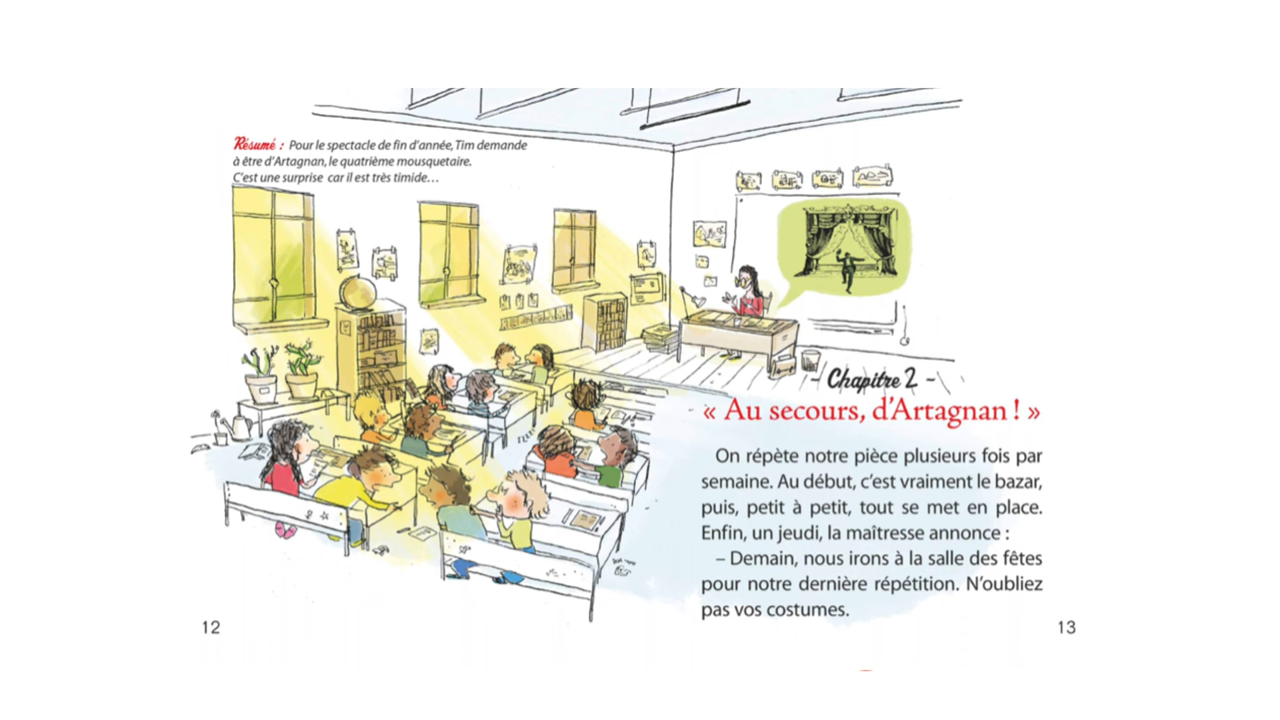 Résumé : Pour le spectacle de fin d'année, Tim demande
à être d'Artagnan, le quatrième mousquetaire.
C'est une surprise car il est très timide…
- Chapitre 2 -
« Au secours, d'Artagnan ! »
On répète notre pièce plusieurs fois par
semaine. Au début, c'est vraiment le bazar,
puis, petit à petit, tout se met en place.
Enfin, un jeudi, la maîtresse annonce :
– Demain, nous irons à la salle des fêtes
pour notre dernière répétition. N'oubliez
pas vos costumes.
12
13